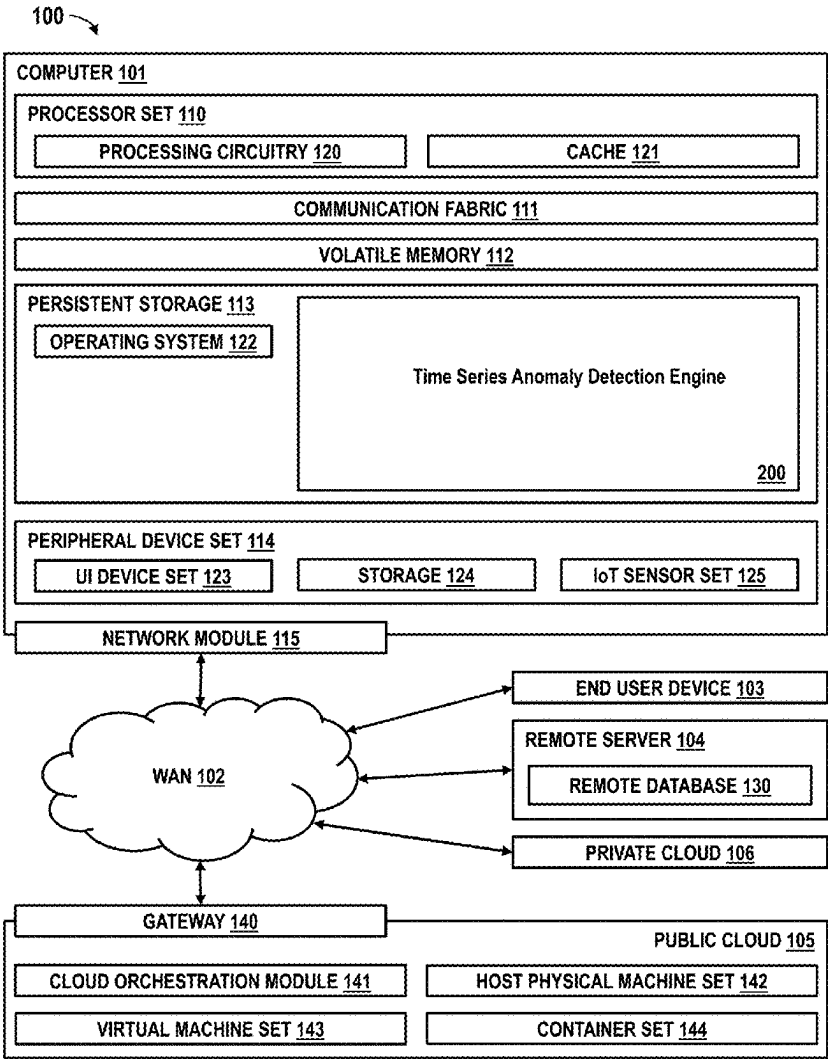 100
COMPUTER 101
PROCESSOR SET 110
PROCESSING CIRCUITRY 120
CACHE 121
COMMUNICATION FABRIC 111
VOLATILE MEMORY 112
PERSISTENT STORAGE 113
OPERATING SYSTEM 122
Time Series Anomaly Detection Engine
200
PERIPHERAL DEVICE SET 114
UI DEVICE SET 123
STORAGE 124
IoT SENSOR SET 125
NETWORK MODULE 115
WAN 102
END USER DEVICE 103
REMOTE SERVER 104
REMOTE DATABASE 130
PRIVATE CLOUD 106
GATEWAY 140
PUBLIC CLOUD 105
CLOUD ORCHESTRATION MODULE 141
HOST PHYSICAL MACHINE SET 142
VIRTUAL MACHINE SET 143
CONTAINER SET 144